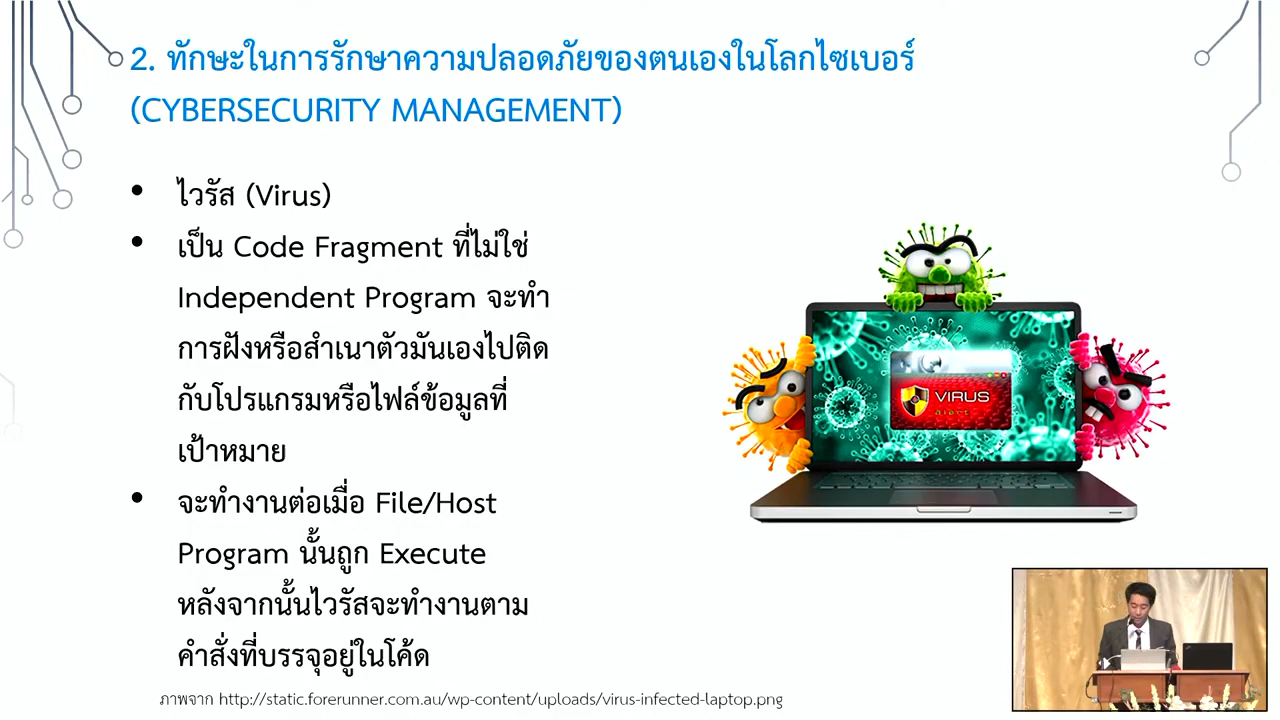 2. ทักษะในการรักษาความปลอดภัยของตนเองในโลกไซเบอร์
(CYBERSECURITY MANAGEMENT)
• ไวรัส (Virus)
• เป็น Code Fragment ที่ไม่ใช่
Independent Program จะทำ
การฝังหรือสำเนาตัวมันเองไปติด
กับโปรแกรมหรือไฟล์ข้อมูลที่
เป้าหมาย
• จะทำงานต่อเมื่อ File/Host
Program นั้นถูก Execute
หลังจากนั้นไวรัสจะทำงานตาม
คำสั่งที่บรรจุอยู่ในโค้ด
VIRUS
alert
ภาพจาก http://static.forerunner.com.au/wp-content/uploads/virus-infected-laptop.png